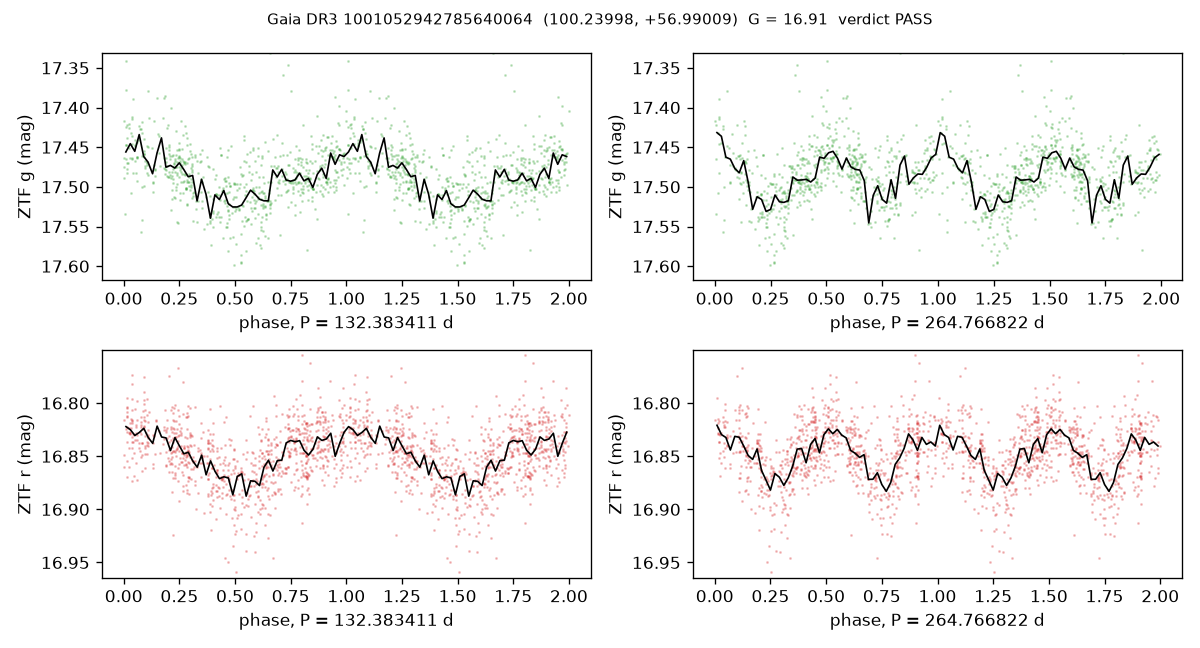 Gaia DR3 1001052942785640064 (100.23998, +56.99009) G = 16.91 verdict PASS
ZTF g (mag)
17.35
17.40
17.45
17.50
17.55
17.60
0.00 0.25 0.50 0.75 1.00 1.25 1.50 1.75 2.00
phase, P = 132.383411 d
ZTF g (mag)
17.35
17.40
17.45
17.50
17.55
17.60
0.00 0.25 0.50 0.75 1.00 1.25 1.50 1.75 2.00
phase, P = 264.766822 d
ZTF r (mag)
16.80
16.85
16.90
16.95
0.00 0.25 0.50 0.75 1.00 1.25 1.50 1.75 2.00
phase, P = 132.383411 d
ZTF r (mag)
16.80
16.85
16.90
16.95
0.00 0.25 0.50 0.75 1.00 1.25 1.50 1.75 2.00
phase, P = 264.766822 d